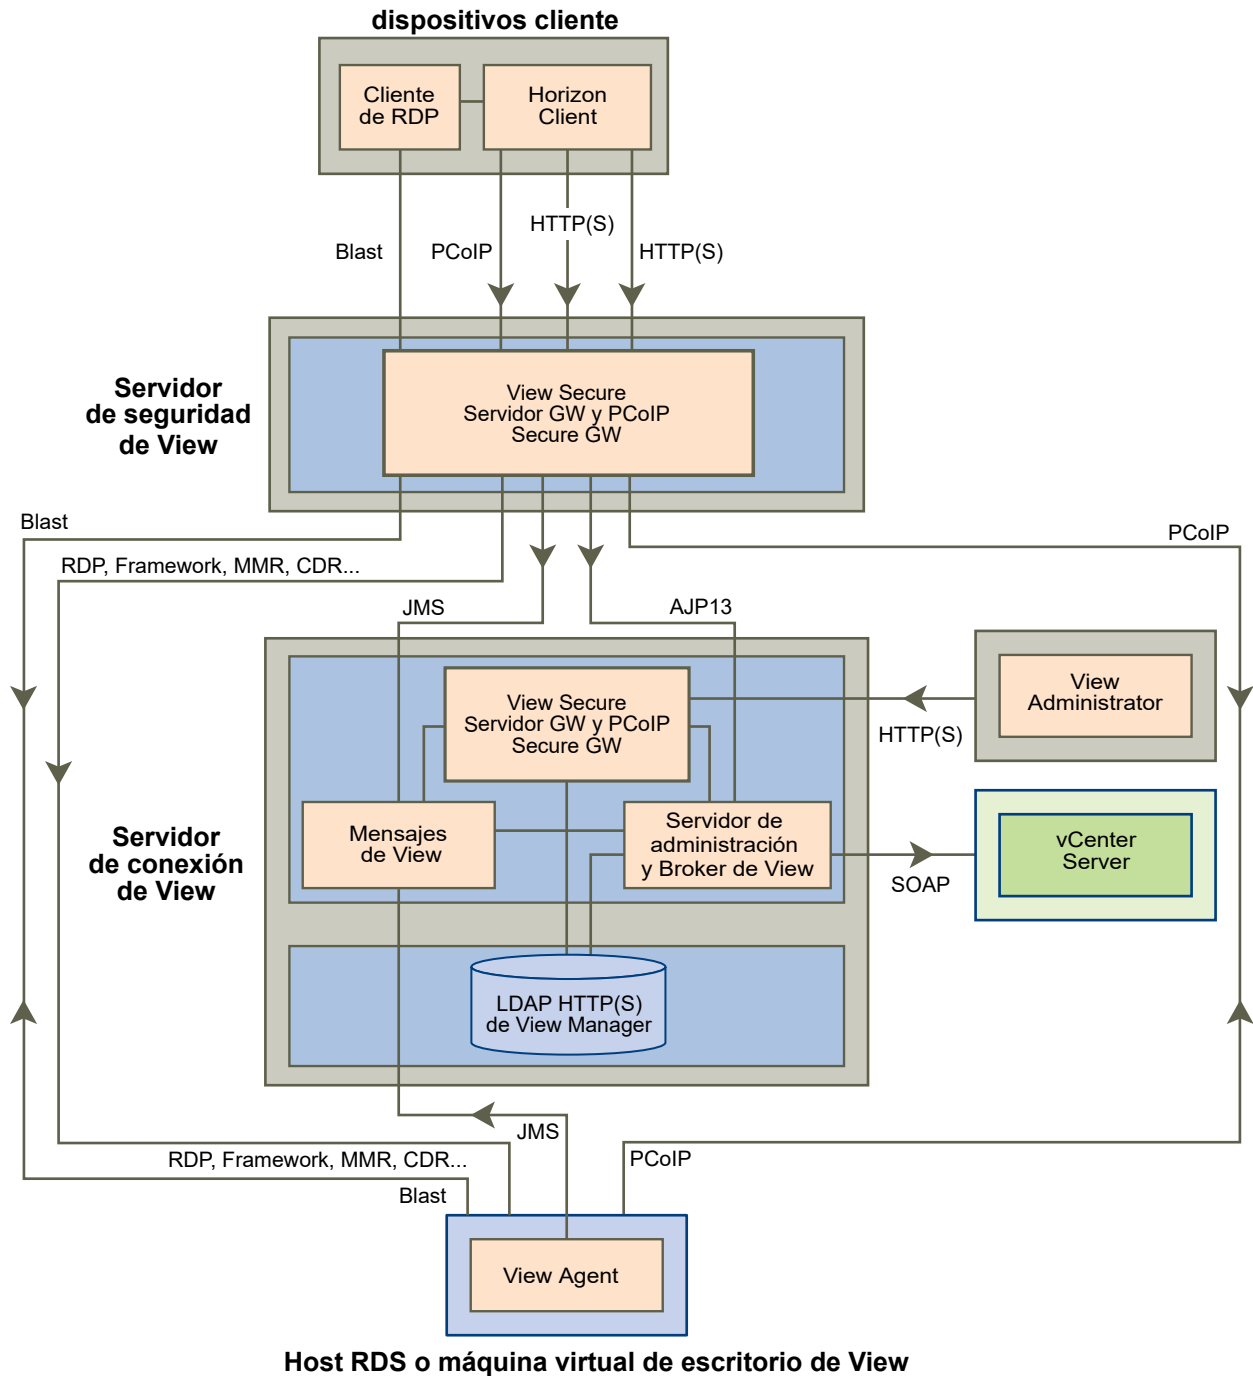 dispositivos cliente
Cliente
de RDP
Horizon
Client
Blast
PCoIP
HTTP(S)
HTTP(S)
Servidor
de seguridad
de View
View Secure
Servidor GW y PCoIP
Secure GW
Blast
RDP, Framework, MMR, CDR...
JMS
AJP13
PCoIP
View Secure
Servidor GW y PCoIP
Secure GW
View
Administrator
HTTP(S)
Servidor
de conexión
de View
Mensajes
de View
Servidor de
administración
y Broker de View
SOAP
vCenter
Server
LDAP HTTP(S)
de View Manager
JMS
RDP, Framework, MMR, CDR...
Blast
PCoIP
View Agent
Host RDS o máquina virtual de escritorio de View